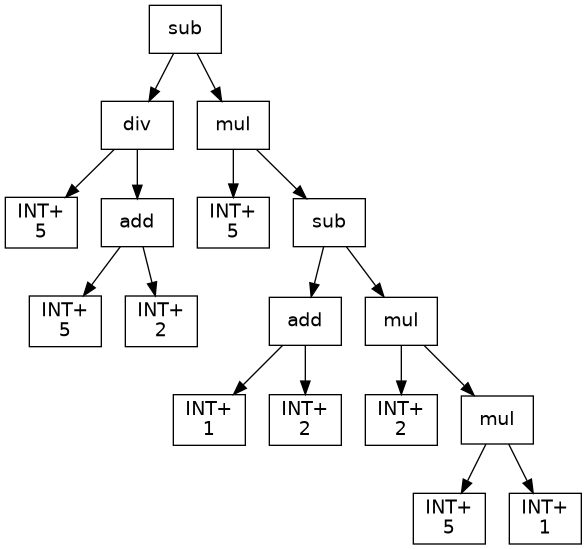 sub
div
mul
INT+
5
add
INT+
5
sub
INT+
5
INT+
2
add
mul
INT+
1
INT+
2
INT+
2
mul
INT+
5
INT+
1